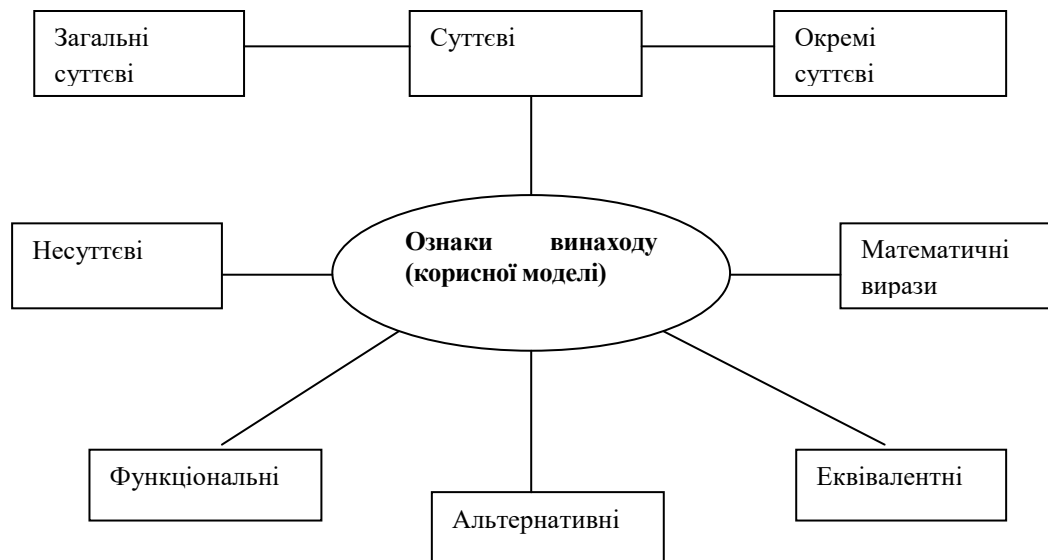 Загальні
суттєві
Суттєві
Окремі
суттєві
Несуттєві
Ознаки винаходу
(корисної моделі)
Математичні
вирази
Функціональні
Альтернативні
Еквівалентні